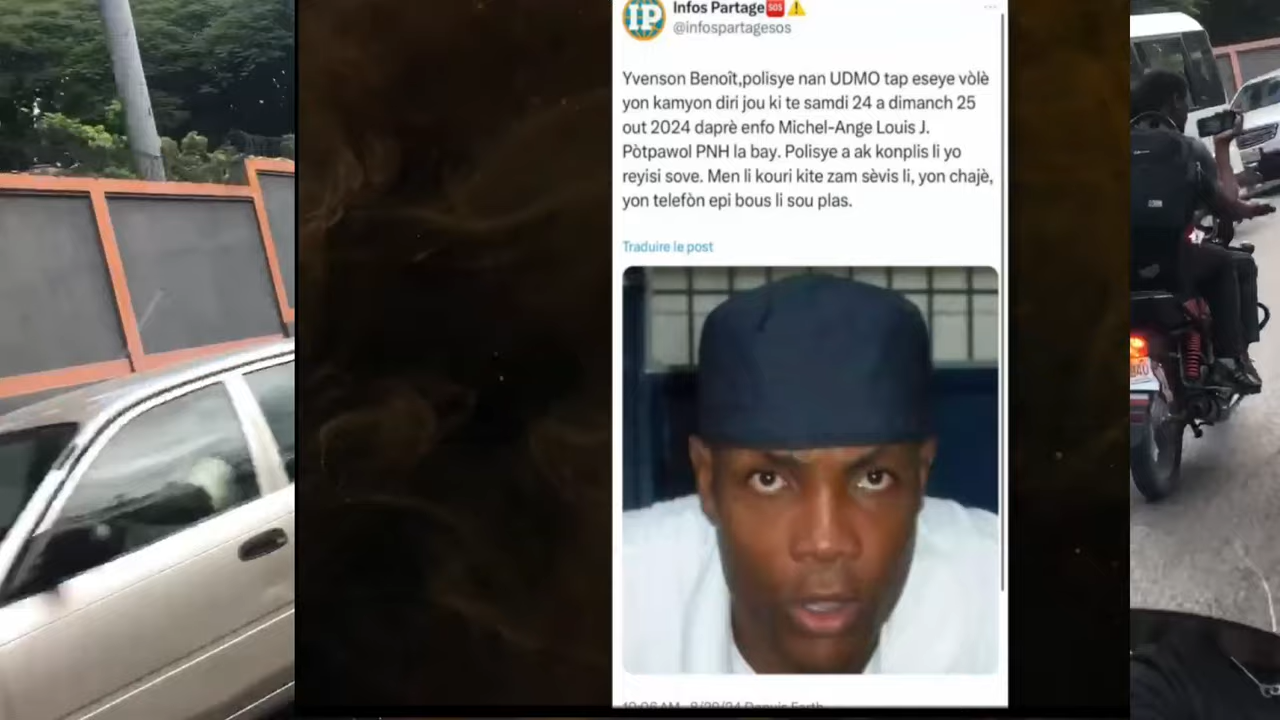 Infos Partage🆘⚠️
IP
@infospartagesos
Yvenson Benoît,polisye nan UDMO tap eseye vòlè
yon kamyon diri jou ki te samdi 24 a dimanch 25
out 2024 daprè enfo Michel-Ange Louis J.
Pòtpawol PNH la bay. Polisye a ak konplis li yo
reyisi sove. Men li kouri kite zam sèvis li, yon chajè,
yon telefòn epi bous li sou plas.
Traduire le post